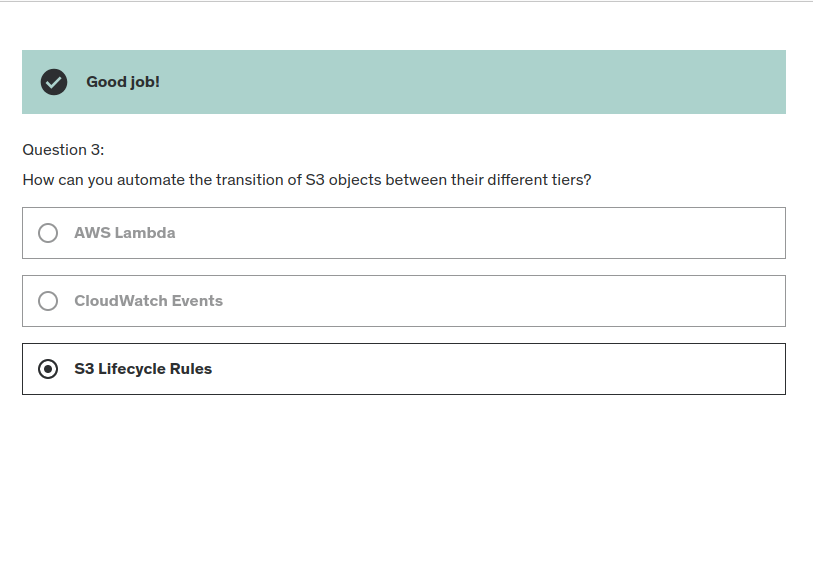 Good job!
Question 3:
How can you automate the transition of S3 objects between their different tiers?
AWS Lambda
CloudWatch Events
S3 Lifecycle Rules